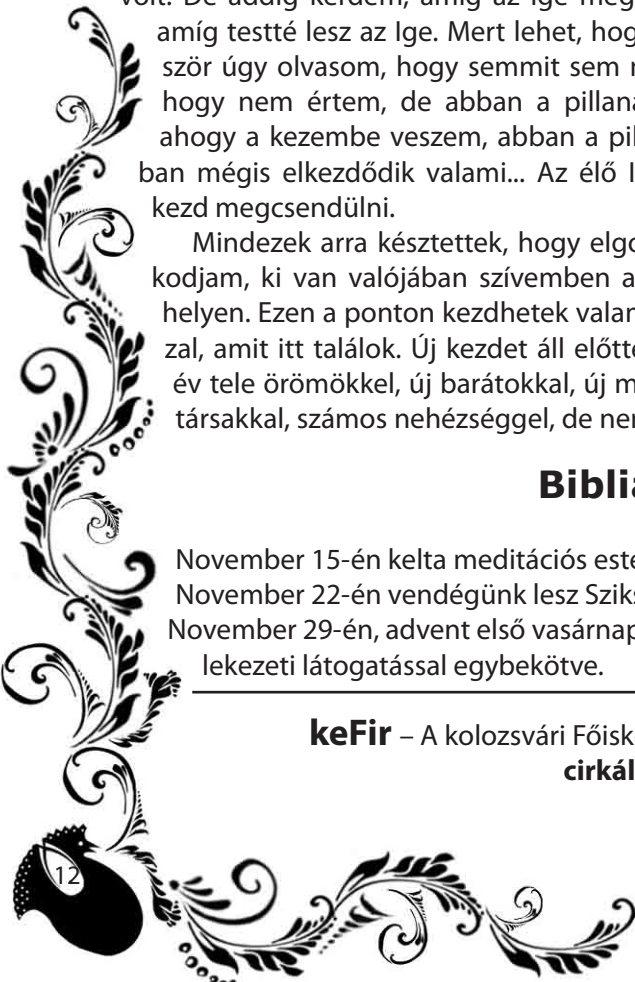 volt. De addig kérdem, amíg az Ige meg
amíg testté lesz az Ige. Mert lehet, hog
ször úgy olvasom, hogy semmit sem
hogy nem értem, de abban a pillana
ahogy a kezembe veszem, abban a pil
ban mégis elkezdődik valami... Az élő I
kezd megcsendülni.
Mindezek arra késztettek, hogy elgo
kodjam, ki van valójában szívemben a
helyen. Ezen a ponton kezdhetek valam
zal, amit itt találok. Új kezdet áll előtte
év tele örömökkel, új barátokkal, új m
társakkal, számos nehézséggel, de ner
Biblia
November 15-én kelta meditációs este
November 22-én vendégünk lesz Sziks
November 29-én, advent első vasárnap
lekezeti látogatással egybekötve.
keFir – A kolozsvári Főisk
cirkál
12